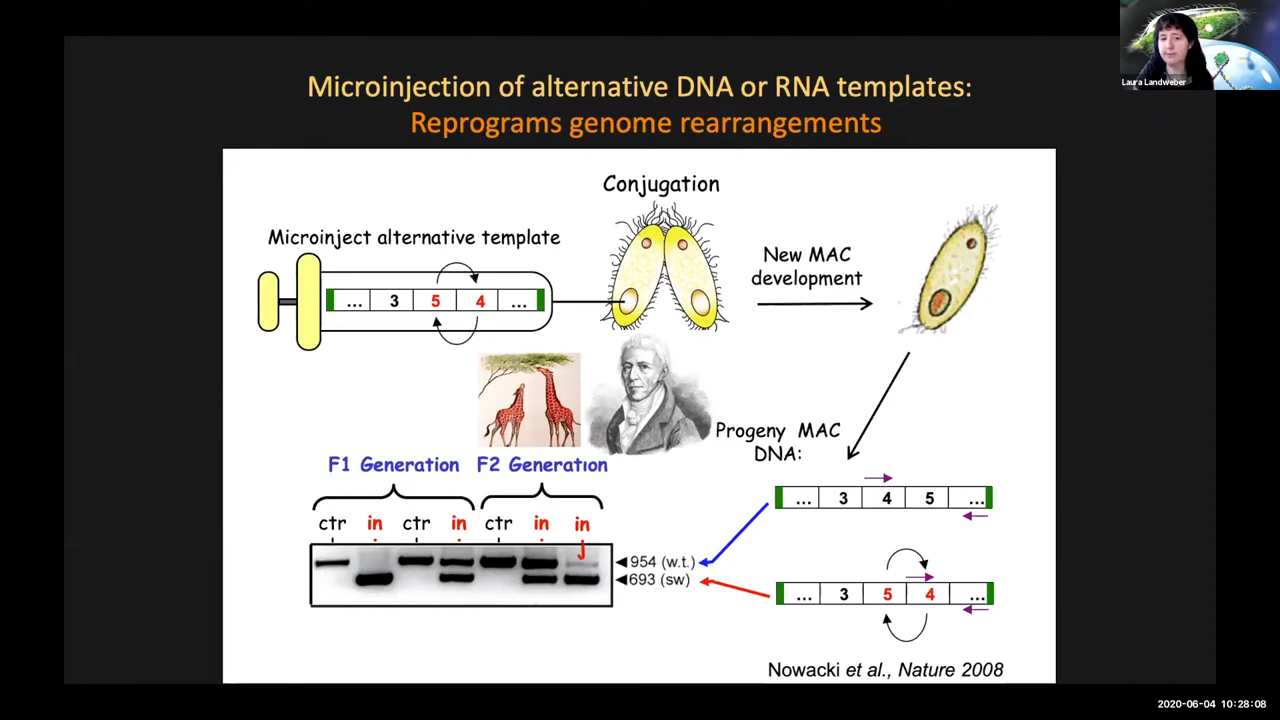 Laura Landweber
Microinjection of alternative DNA or RNA templates:
Reprograms genome rearrangements
Conjugation
Microinject alternative template
... 3 5 4 ...
New MAC
development
Progeny MAC
DNA:
F1 Generation F2 Generation
ctr in ctr in ctr in in
j
954 (w.t.)
693 (sw)
... 3 4 5 ...
... 3 5 4 ...
Nowacki et al., Nature 2008
2020-06-04 10:28:08